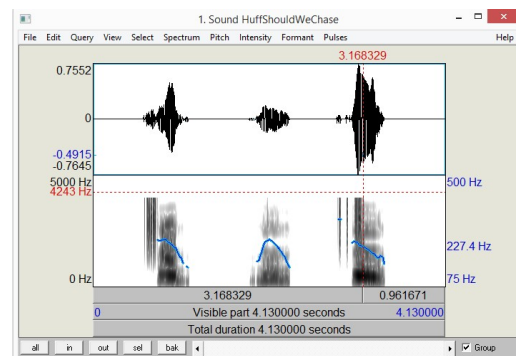 1. Sound HuffShouldWeChase
File Edit Query View Select Spectrum Pitch Intensity Formant Pulses Help
3.168329
0.7552
0
-0.4915
-0.7645
5000 Hz 500 Hz
4243 Hz
227.4 Hz
0 Hz 75 Hz
3.168329 0.961671
0 Visible part 4.130000 seconds 4.130000
Total duration 4.130000 seconds
all in out sel bak Group